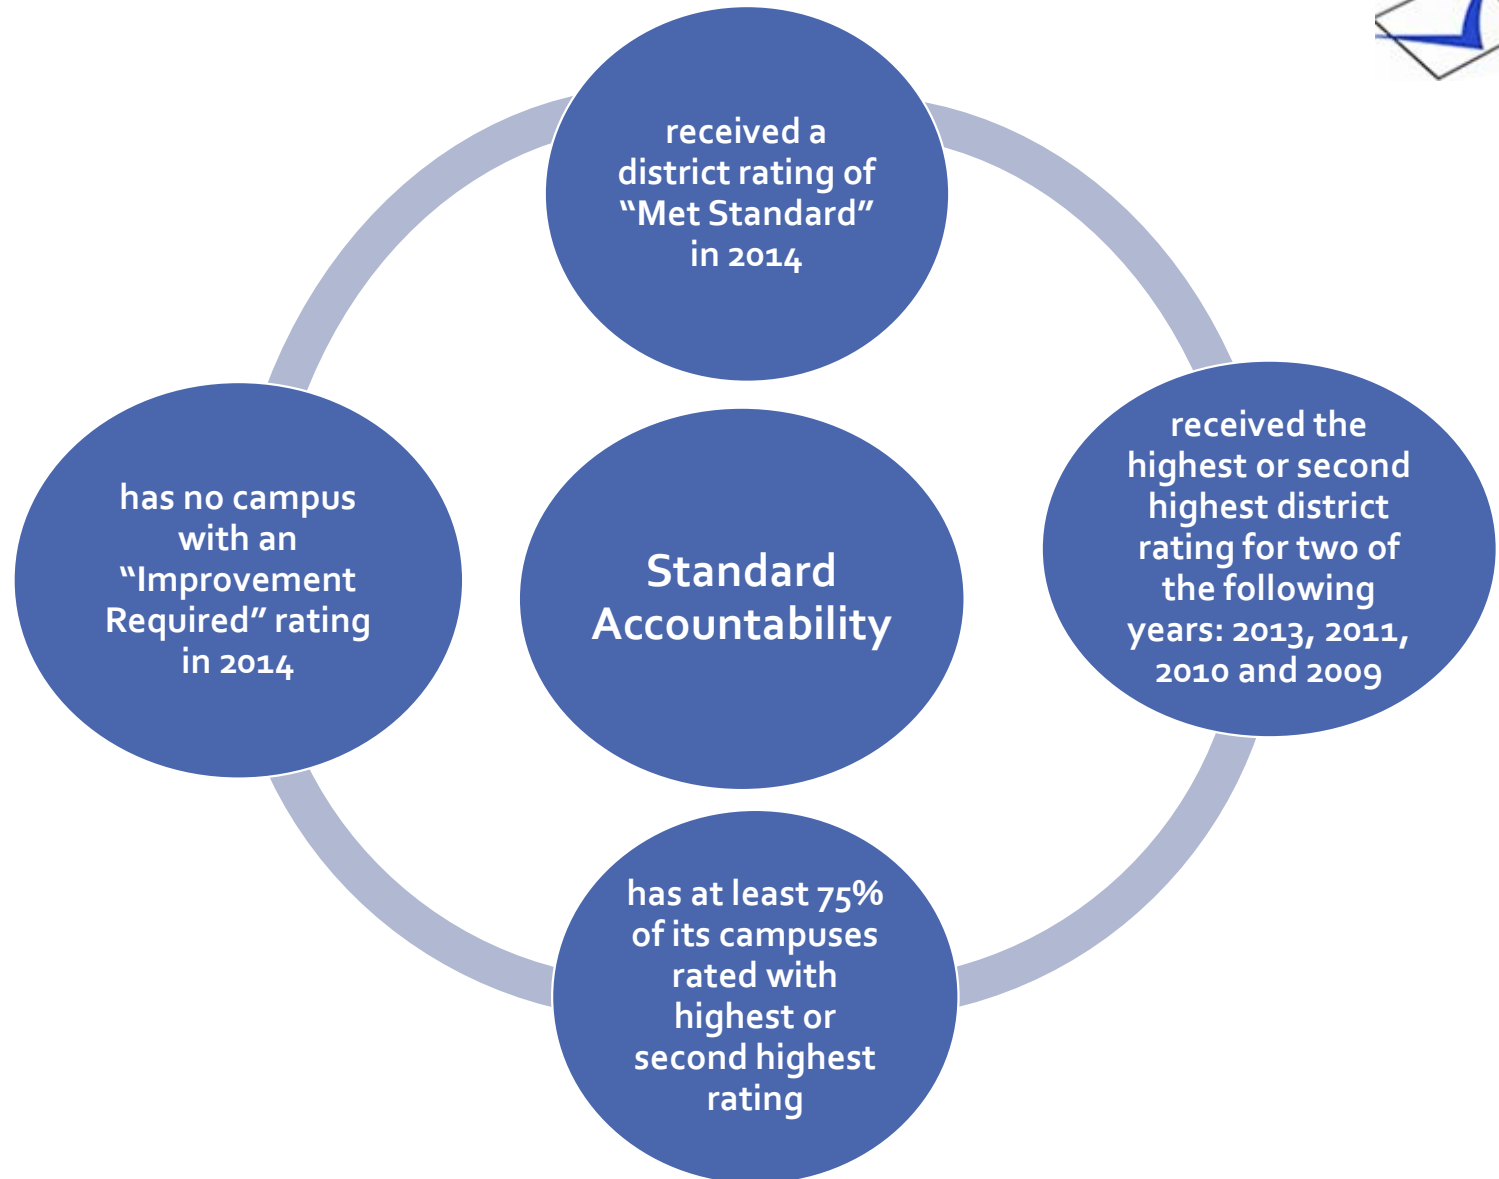 received a
district rating of
“Met Standard”
in 2014
received the
highest or second
highest district
rating for two of
the following
years: 2013, 2011,
2010 and 2009
has at least 75%
of its campuses
rated with
highest or
second highest
rating
has no campus
with an
“Improvement
Required” rating
in 2014
Standard
Accountability